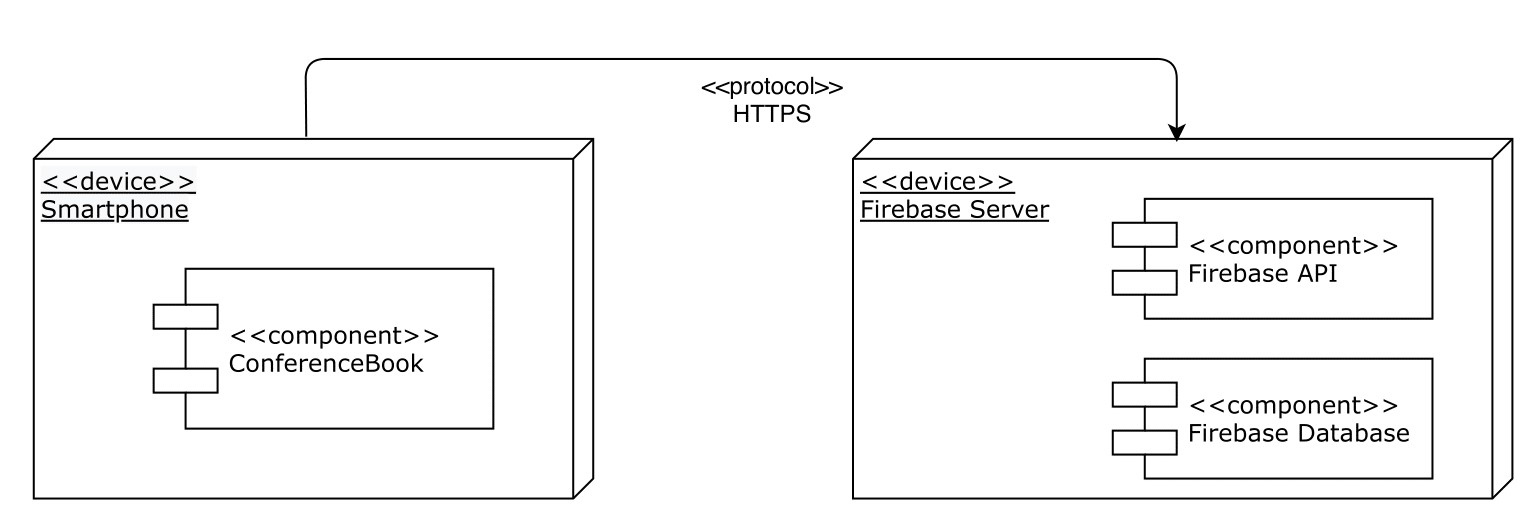 <<protocol>>
HTTPS
<<device>>
Smartphone
<<component>>
ConferenceBook
<<device>>
Firebase Server
<<component>>
Firebase API
<<component>>
Firebase Database